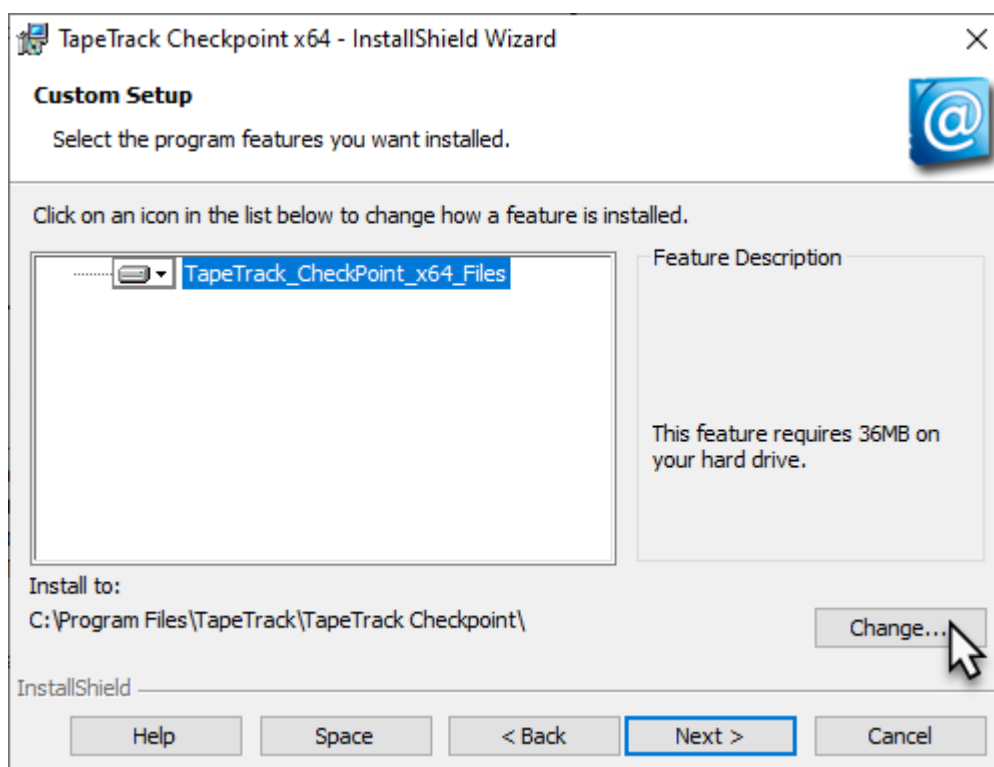 TapeTrack Checkpoint x64 - InstallShield Wizard
Custom Setup
Select the program features you want installed.
@
Click on an icon in the list below to change how a feature is installed.
TapeTrack_CheckPoint_x64_Files
Feature Description
This feature requires 36MB on
your hard drive.
Install to:
C:\Program Files\TapeTrack\TapeTrack Checkpoint\
Change...
InstallShield
Help
Space
< Back
Next >
Cancel